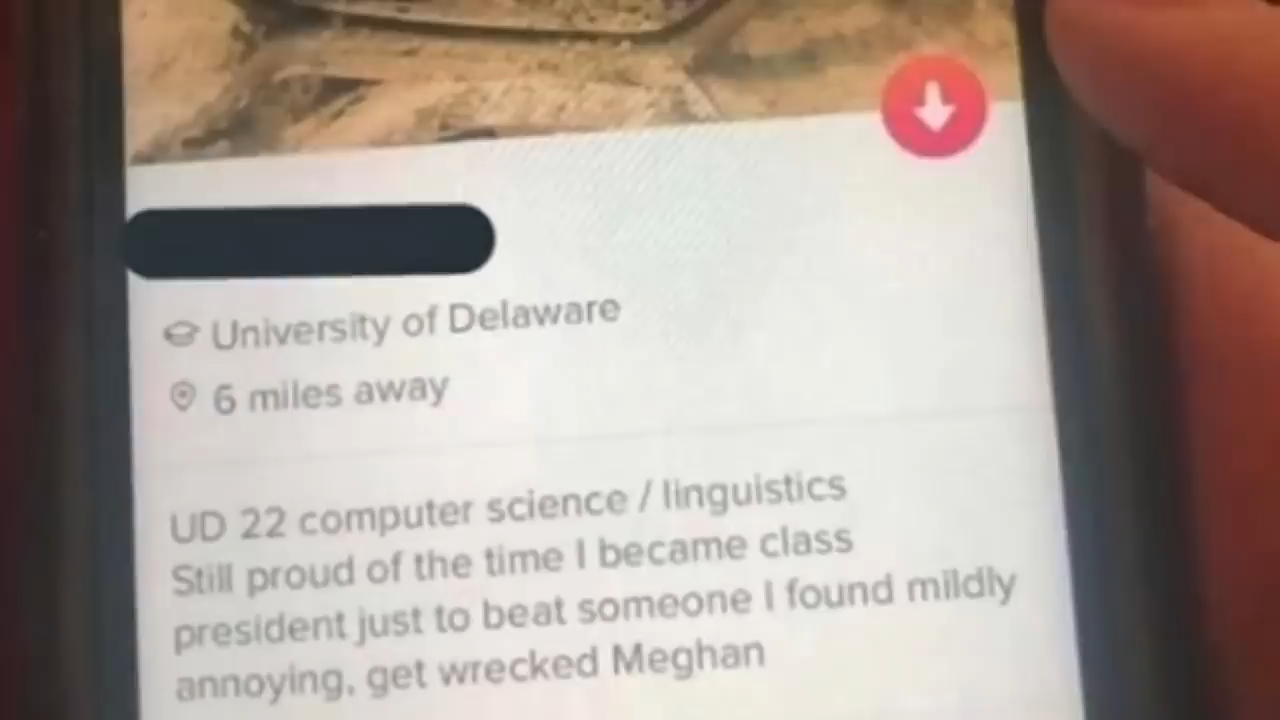 University of Delaware
6 miles away
UD 22 computer science / linguistics
Still proud of the time I became class
president just to beat someone I found mildly
annoying, get wrecked Meghan